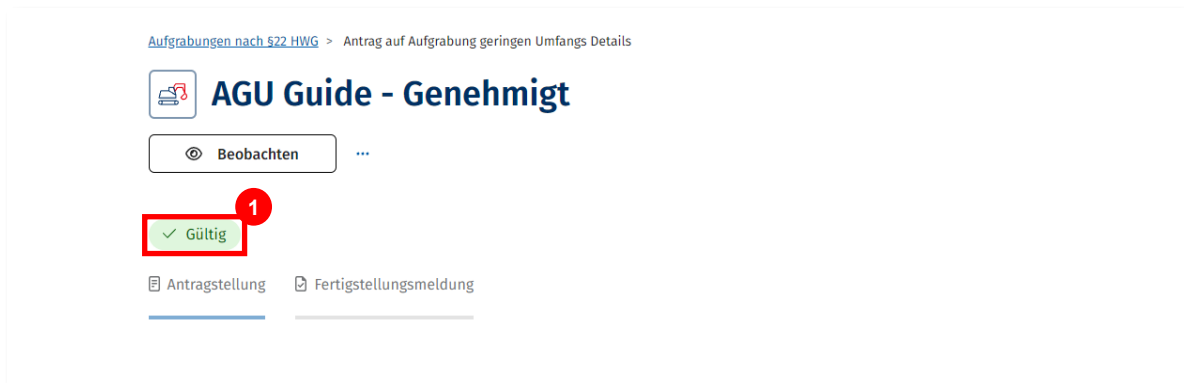 Aufgrabungen nach §22 HWG > Antrag auf Aufgrabung geringen Umfangs Details
AGU Guide - Genehmigt
Beobachten ···
1
Gültig
Antragstellung Fertigstellungsmeldung